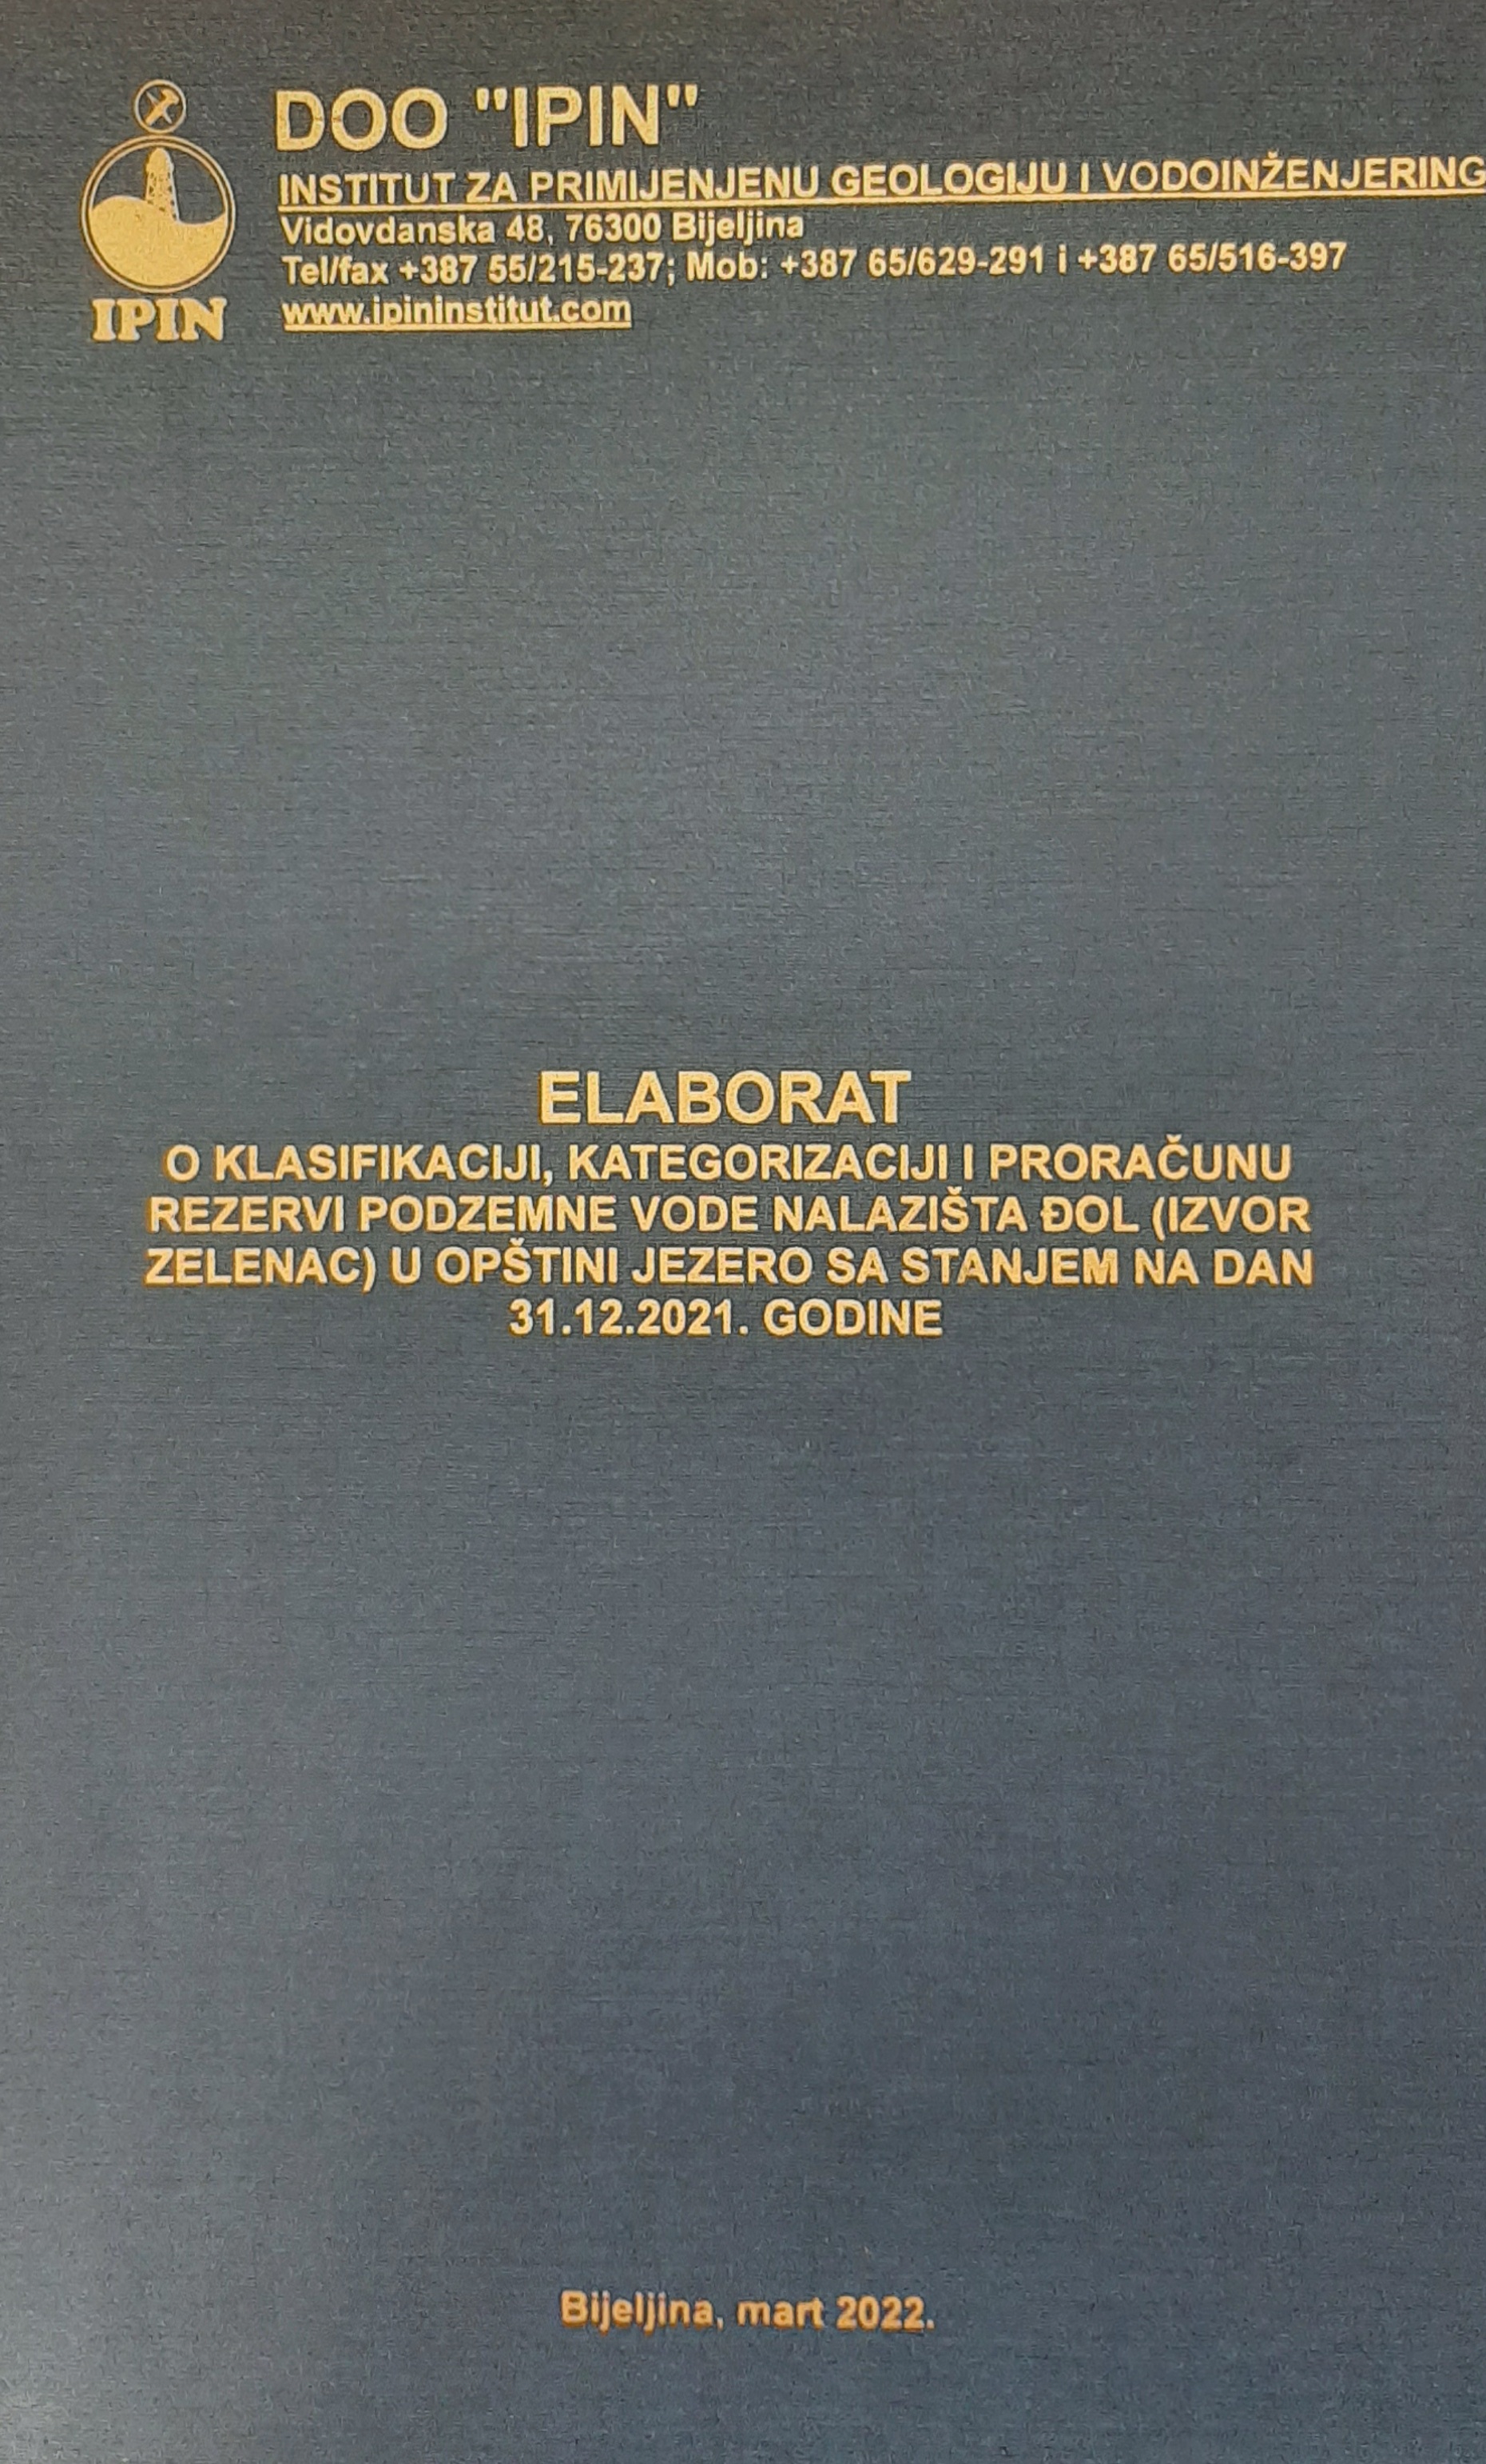 DOO "IPIN"
INSTITUT ZA PRIMIJENJENU GEOLOGIJU I VODOINŽENJERING
Vidovdanska 48, 76300 Bijeljina
Tel/fax +387 55/215-237; Mob: +387 65/629-291 i +387 65/516-397
www.ipininstitut.com
IPIN
ELABORAT
O KLASIFIKACIJI, KATEGORIZACIJI I PRORAČUNU
REZERVI PODZEMNE VODE NALAZIŠTA ĐOL (IZVOR
ZELENAC) U OPŠTINI JEZERO SA STANJEM NA DAN
31.12.2021. GODINE
Bijeljina, mart 2022.